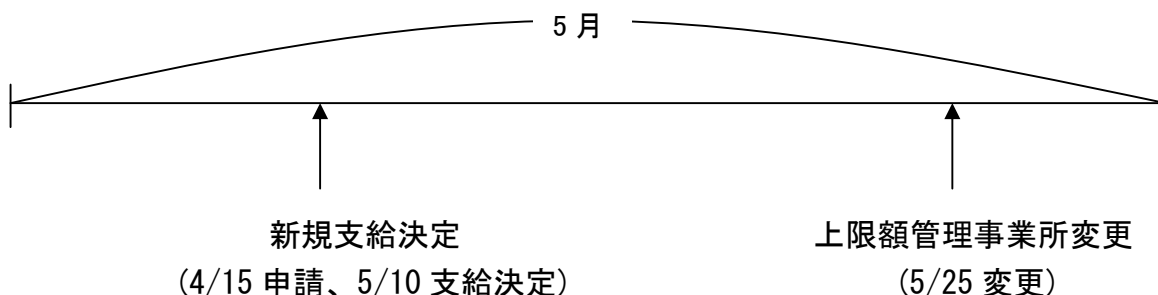 5 月
新規支給決定
(4/15 申請、5/10 支給決定)
上限額管理事業所変更
(5/25 変更)